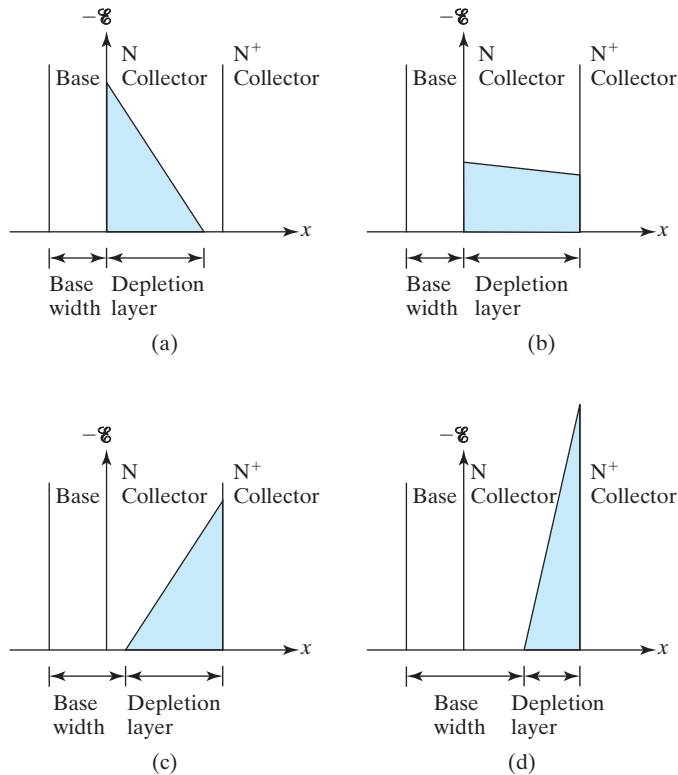 −ℰ
N
N⁺
Base
Collector
Collector
x
Base
width
Depletion
layer
(a)
−ℰ
N
N⁺
Base
Collector
Collector
x
Base
width
Depletion
layer
(b)
−ℰ
N
N⁺
Base
Collector
Collector
x
Base
width
Depletion
layer
(c)
−ℰ
N
N⁺
Base
Collector
Collector
x
Base
width
Depletion
layer
(d)